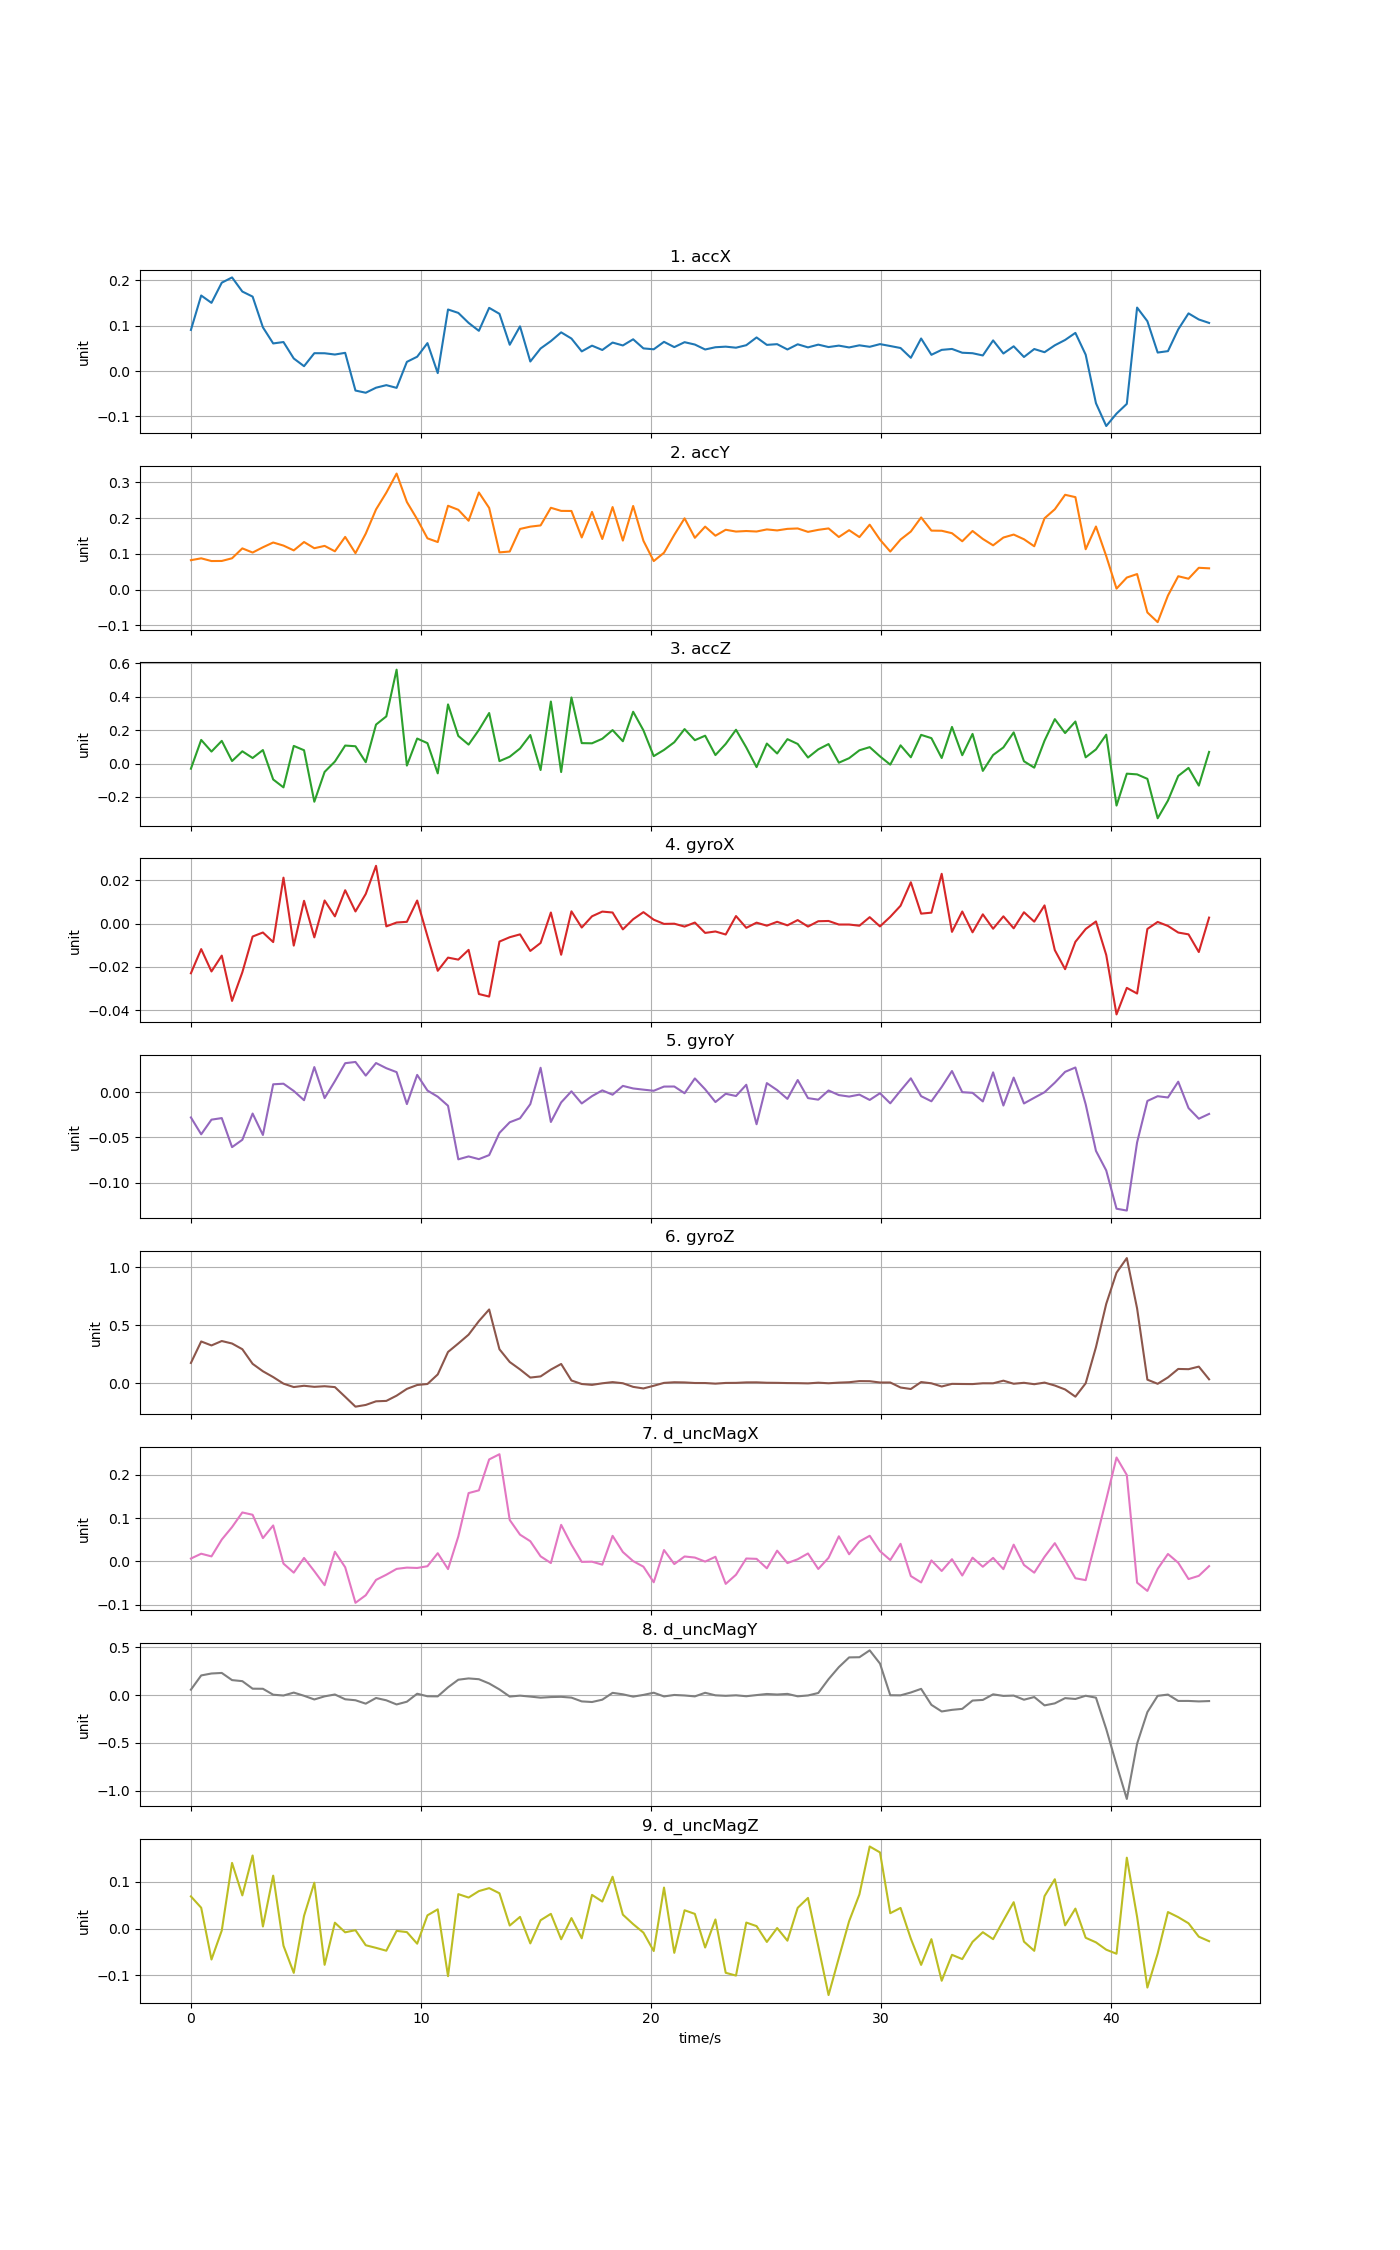 1. accX
0.2
0.1
0.0
−0.1
unit
2. accY
0.3
0.2
0.1
0.0
−0.1
unit
3. accZ
0.6
0.4
0.2
0.0
−0.2
unit
4. gyroX
0.02
0.00
−0.02
−0.04
unit
5. gyroY
0.00
−0.05
−0.10
unit
6. gyroZ
1.0
0.5
0.0
unit
7. d_uncMagX
0.2
0.1
0.0
−0.1
unit
8. d_uncMagY
0.5
0.0
−0.5
−1.0
unit
9. d_uncMagZ
0.1
0.0
−0.1
unit
0 10 20 30 40
time/s